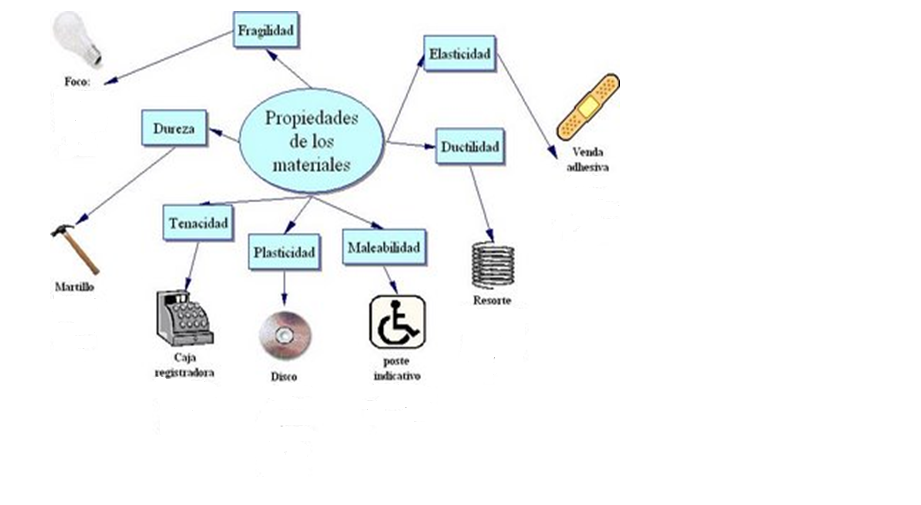 Fragilidad
Elasticidad
Foco:
Propiedades
de los
materiales
Dureza
Ductilidad
Venda
adhesiva
Tenacidad
Plasticidad
Maleabilidad
Martillo
Resorte
Caja
registradora
Disco
poste
indicativo